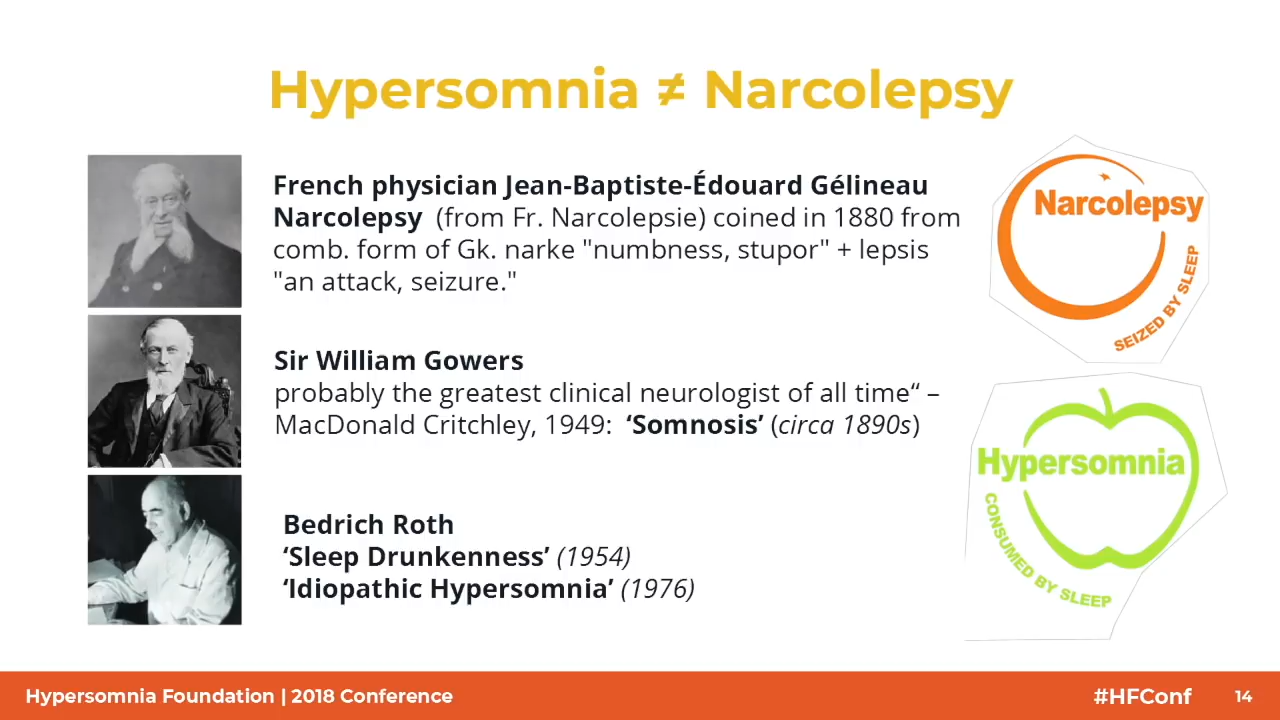 Hypersomnia ≠ Narcolepsy
French physician Jean-Baptiste-Édouard Gélineau
Narcolepsy (from Fr. Narcolepsie) coined in 1880 from
comb. form of Gk. narke "numbness, stupor" + lepsis
"an attack, seizure."
Sir William Gowers
probably the greatest clinical neurologist of all time“ –
MacDonald Critchley, 1949: ‘Somnosis’ (circa 1890s)
Bedrich Roth
‘Sleep Drunkenness’ (1954)
‘Idiopathic Hypersomnia’ (1976)
Narcolepsy
SEIZED BY SLEEP
Hypersomnia
CONSUMED BY SLEEP
Hypersomnia Foundation | 2018 Conference
#HFConf
14